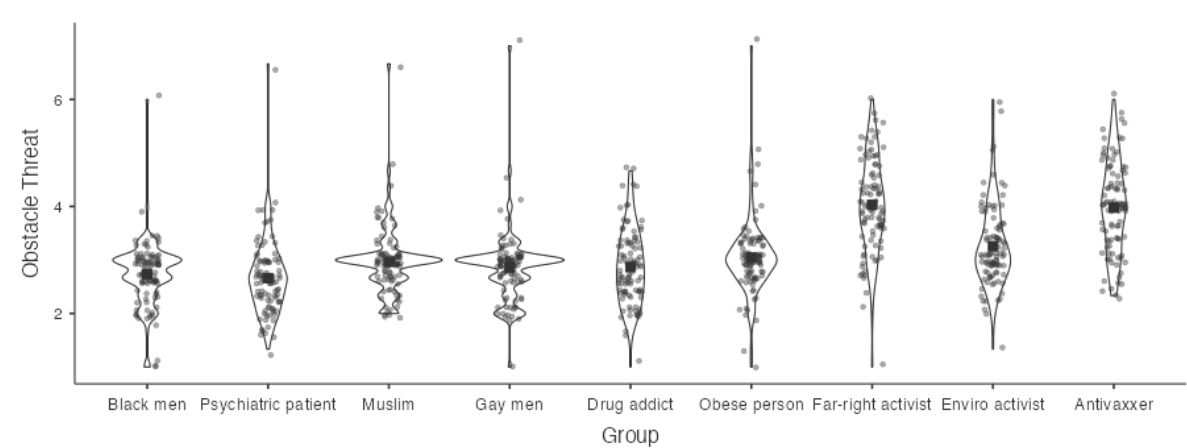 Obstacle Threat
6
4
2
Black men Psychiatric patient Muslim Gay men Drug addict Obese person Far-right activist Enviro activist Antivaxxer
Group